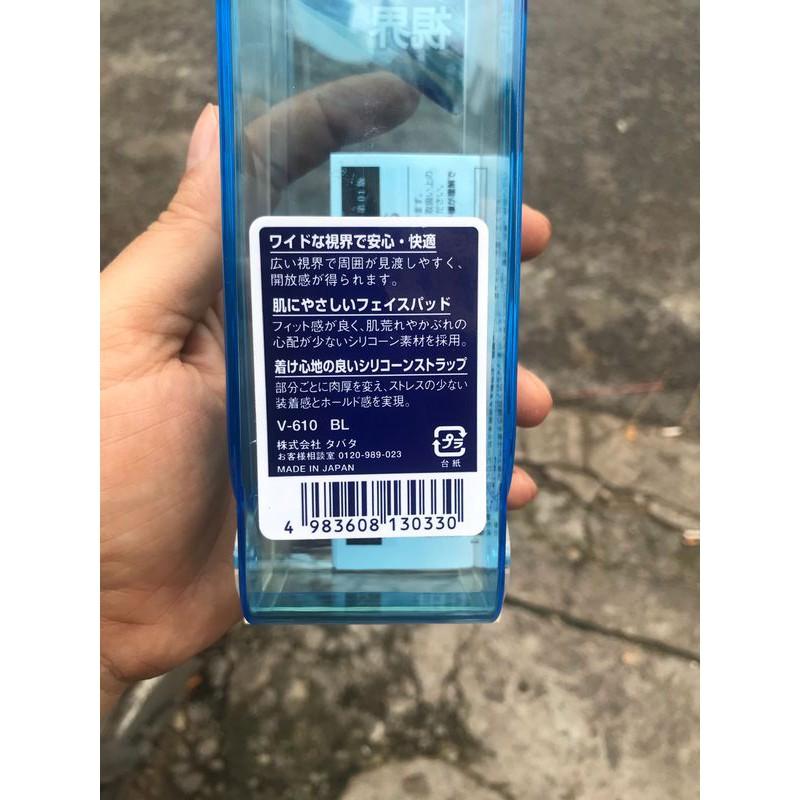 視界
ワイドな視界で安心・快適
広い視界で周囲が見渡しやすく、
開放感が得られます。
肌にやさしいフェイスパッド
フィット感が良く、肌荒れやかぶれの
心配が少ないシリコーン素材を採用。
着け心地の良いシリコーンストラップ
部分ごとに肉厚を変え、ストレスの少ない
装着感とホールド感を実現。
V-610 BL
株式会社 タバタ
お客様相談室 0120-989-023
MADE IN JAPAN
プラ
台紙
4 983608 130330